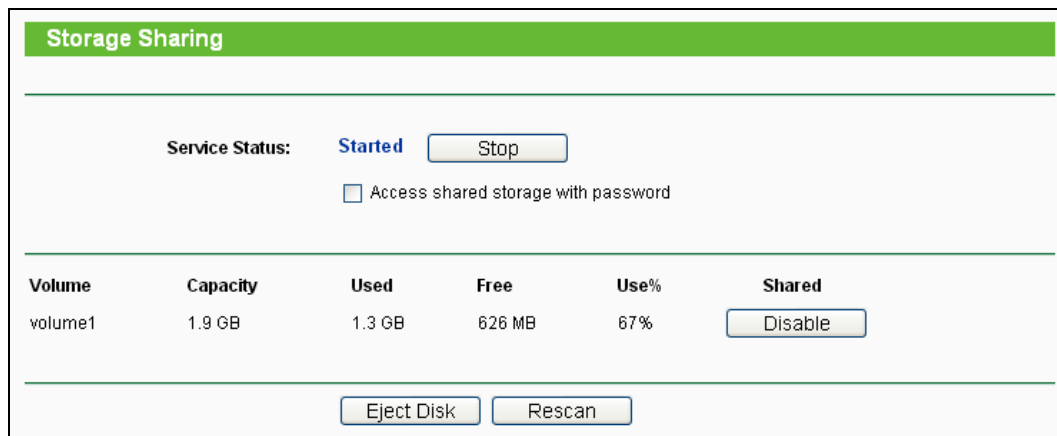 Storage Sharing
Service Status: Started Stop
Access shared storage with password
Volume Capacity Used Free Use% Shared
volume1 1.9 GB 1.3 GB 626 MB 67% Disable
Eject Disk Rescan